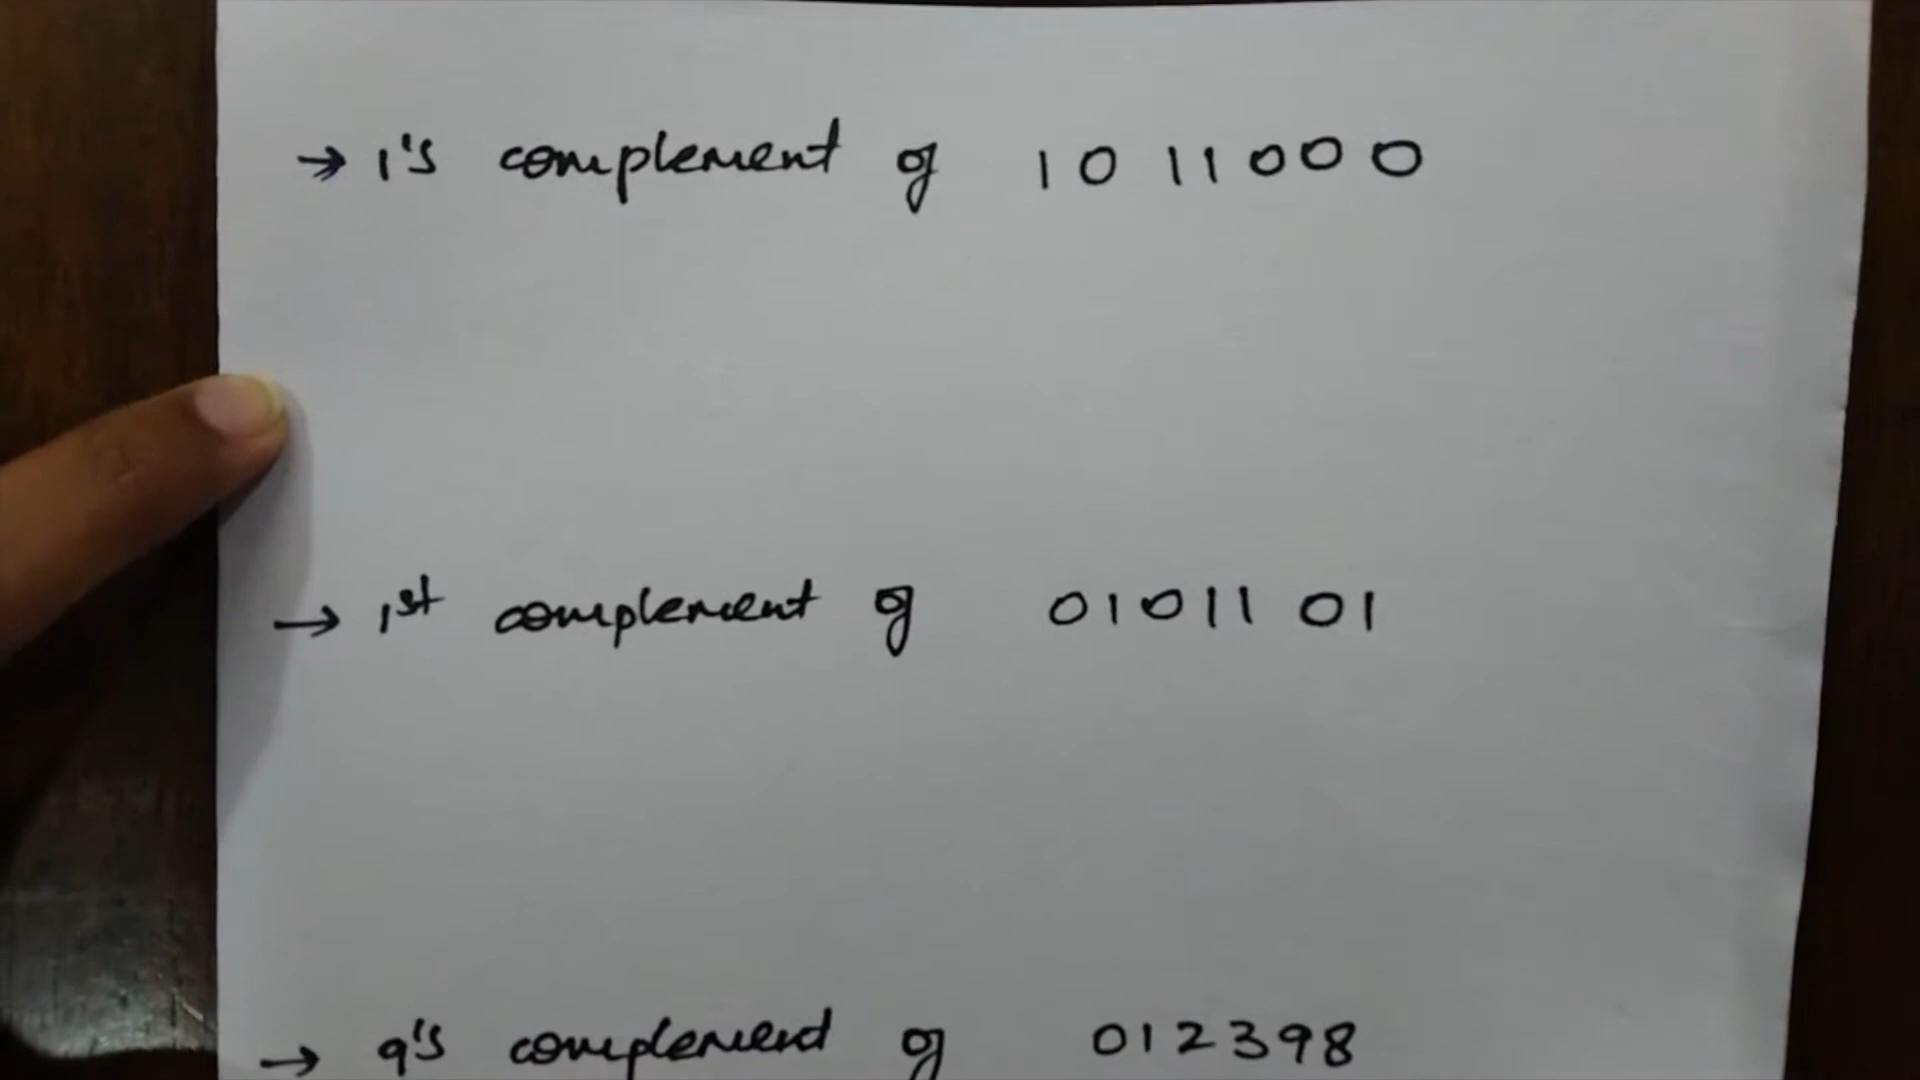 → 1's complement of 1011000
→ 1st complement of 0101101
→ 9's complement of 012398